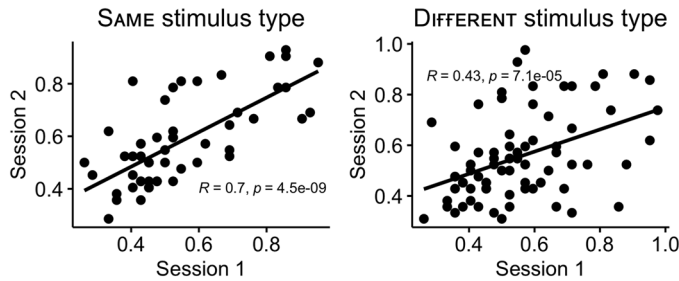 SAME stimulus type
Session 2
0.8
0.6
0.4
R = 0.7, p = 4.5e-09
0.4 0.6 0.8
Session 1
DIFFERENT stimulus type
Session 2
1.0
0.8
0.6
0.4
R = 0.43, p = 7.1e-05
0.4 0.6 0.8 1.0
Session 1